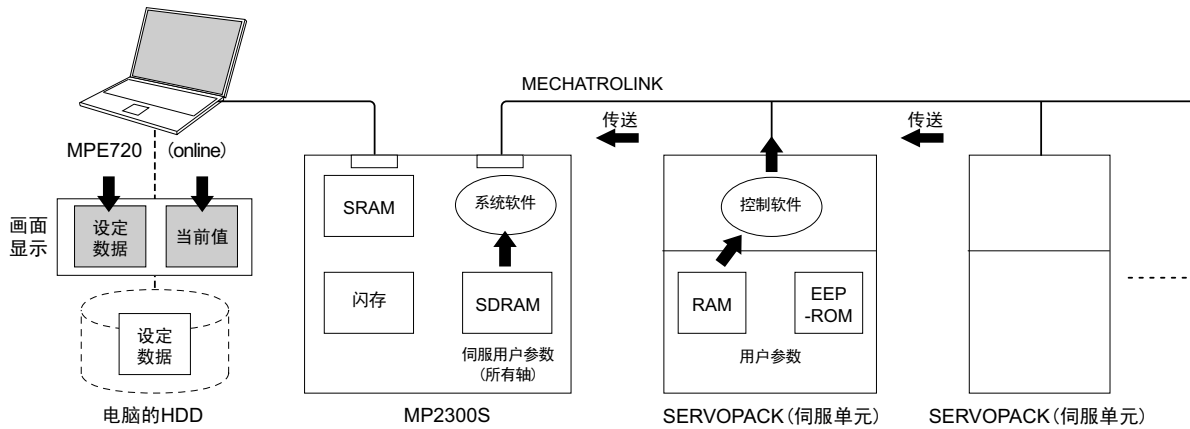 MECHATROLINK
传送
传送
MPE720 （online）
画面
显示
设定
数据
当前值
设定
数据
电脑的HDD
SRAM
系统软件
闪存
SDRAM
伺服用户参数
（所有轴）
MP2300S
控制软件
RAM
EEP
-ROM
用户参数
SERVOPACK（伺服单元）
SERVOPACK（伺服单元）